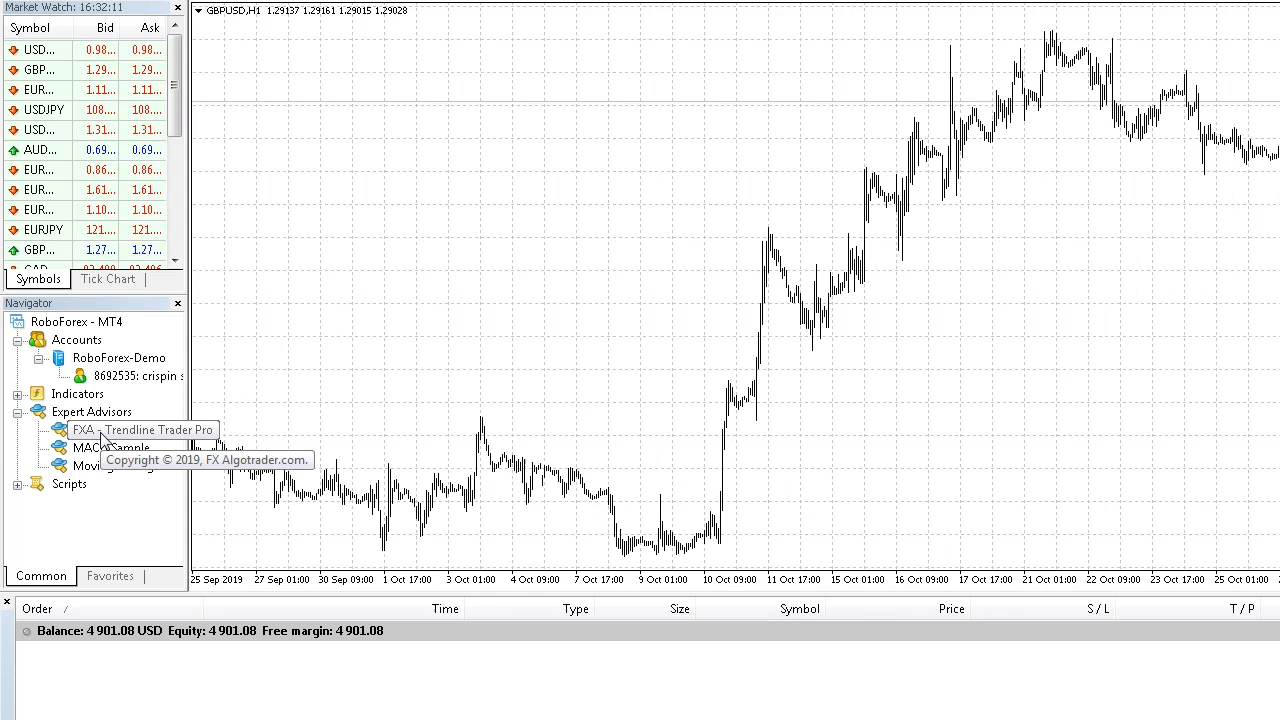 Market Watch: 16:32:11
Symbol Bid Ask
USD... 0.98... 0.98...
GBP... 1.29... 1.29...
EUR... 1.11... 1.11...
USDJPY 108.... 108....
USD... 1.31... 1.31...
AUD... 0.69... 0.69...
EUR... 0.86... 0.86...
EUR... 1.61... 1.61...
EUR... 1.10... 1.10...
EURJPY 121.... 121....
GBP... 1.27... 1.27...
Symbols Tick Chart
Navigator
RoboForex - MT4
Accounts
RoboForex-Demo
8692535: crispin s
Indicators
Expert Advisors
FXA - Trendline Trader Pro
Copyright © 2019, FX Algotrader.com.
Scripts
Common Favorites
GBPUSD,H1 1.29137 1.29161 1.29015 1.29028
25 Sep 2019 27 Sep 01:00 30 Sep 09:00 1 Oct 17:00 3 Oct 01:00 4 Oct 09:00 7 Oct 17:00 9 Oct 01:00 10 Oct 09:00 11 Oct 17:00 15 Oct 01:00 16 Oct 09:00 17 Oct 17:00 21 Oct 01:00 22 Oct 09:00 23 Oct 17:00 25 Oct 01:00
Order / Time Type Size Symbol Price S / L T / P
Balance: 4 901.08 USD Equity: 4 901.08 Free margin: 4 901.08